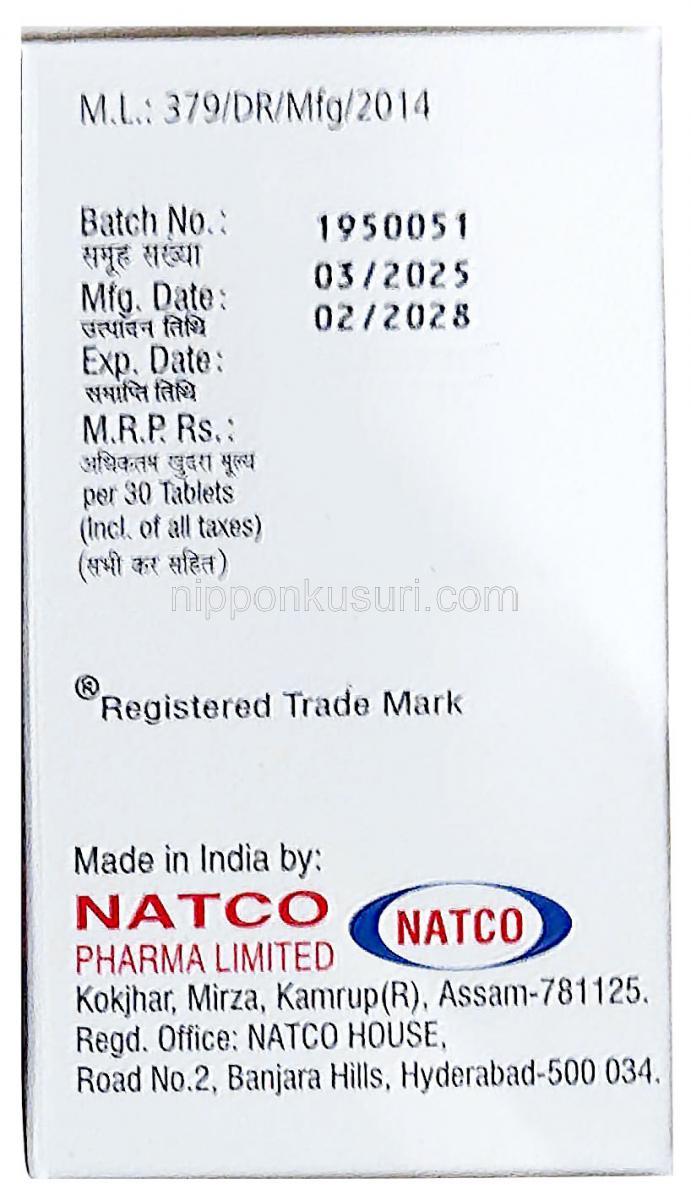 M.L.: 379/DR/Mfg/2014
Batch No.: 1950051
समूह संख्या
03/2025
Mfg. Date:
उत्पादन तिथि
02/2028
Exp. Date:
समाप्ति तिथि
M.R.P. Rs.:
अधिकतम खुदरा मूल्य
per 30 Tablets
(Incl. of all taxes)
(सभी कर सहित)
nipponkusuri.com
®Registered Trade Mark
Made in India by:
NATCO
PHARMA LIMITED
NATCO
Kokjhar, Mirza, Kamrup(R), Assam-781125.
Regd. Office: NATCO HOUSE,
Road No.2, Banjara Hills, Hyderabad-500 034.